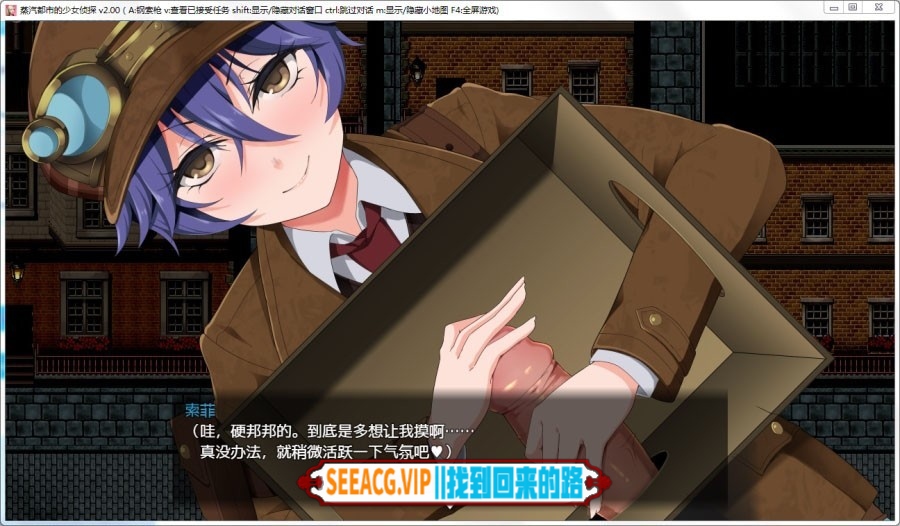 蒸汽都市的少女侦探 v2.00 ( A:钢索枪 v:查看已接受任务 shift:显示/隐藏对话窗口 ctrl:跳过对话 m:显示/隐藏小地图 F4:全屏游戏)
索菲
（哇，硬邦邦的。到底是多想让我摸啊……
真没办法，就稍微活跃一下气氛吧♥）
SEEACG.VIP||找到回来的路